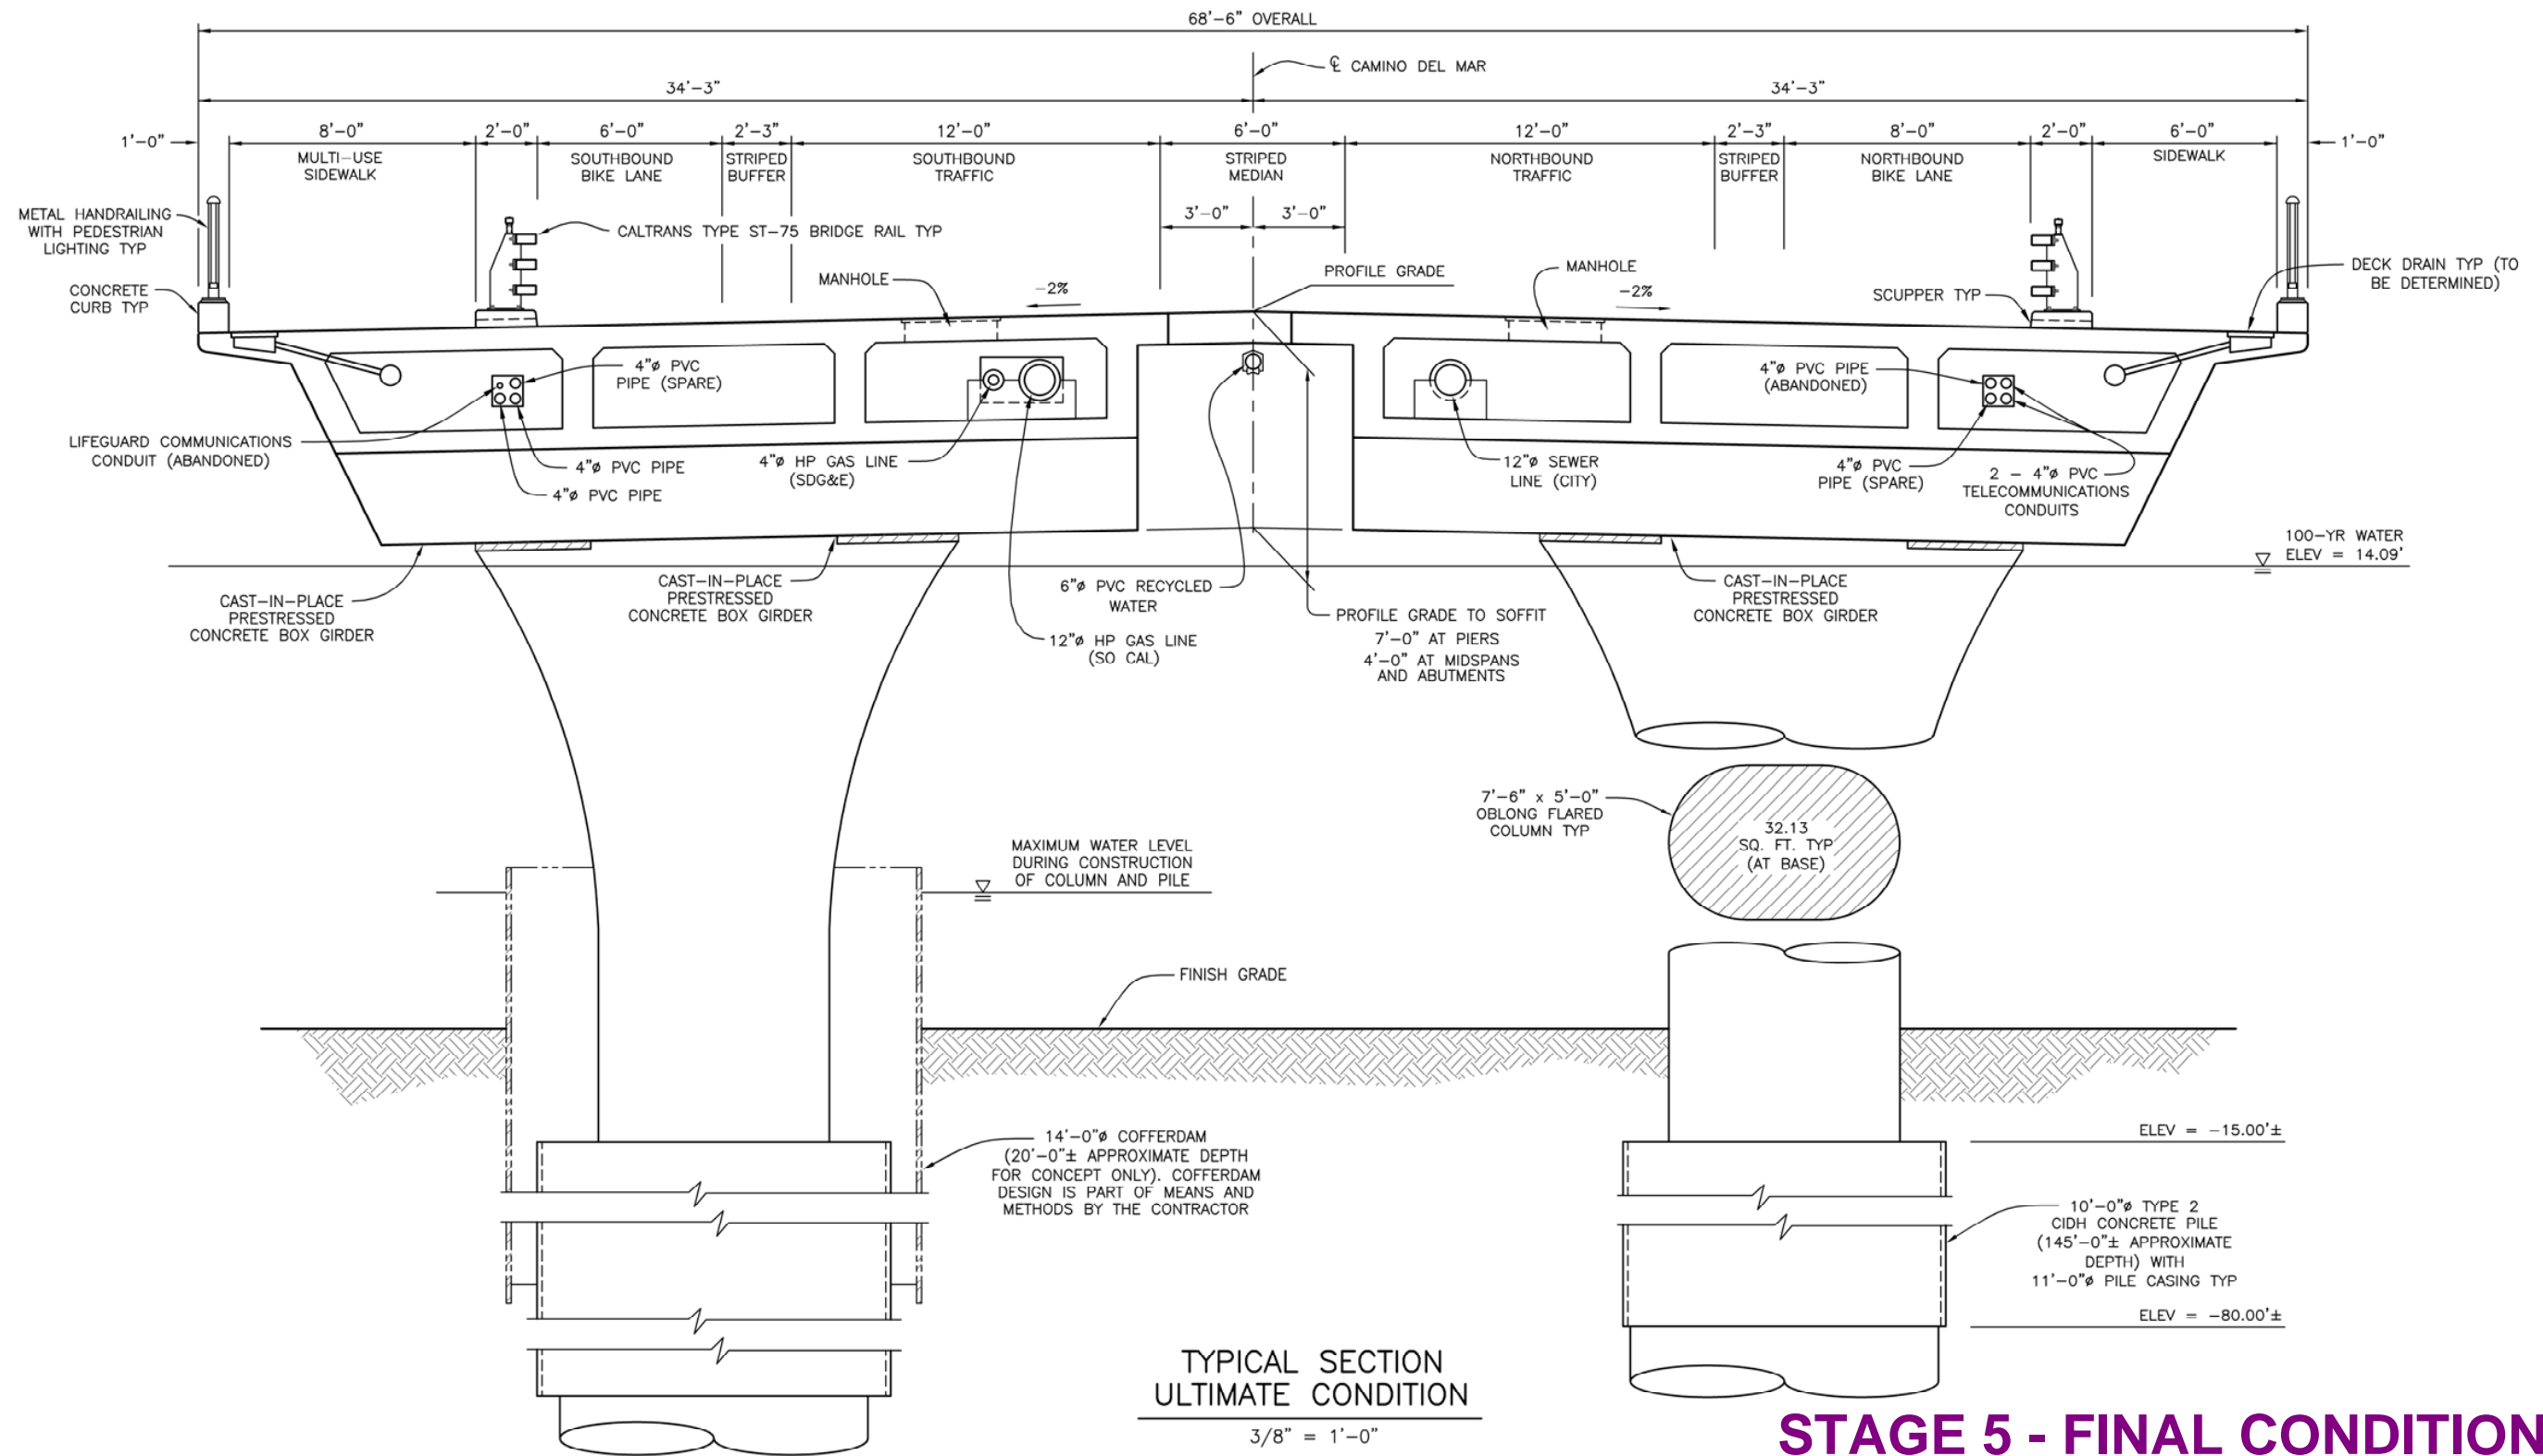 68'-6" OVERALL
℄ CAMINO DEL MAR
34'-3"
34'-3"
1'-0"
8'-0"
2'-0"
6'-0"
2'-3"
12'-0"
6'-0"
12'-0"
2'-3"
8'-0"
2'-0"
6'-0"
1'-0"
MULTI-USE
SIDEWALK
SOUTHBOUND
BIKE LANE
STRIPED
BUFFER
SOUTHBOUND
TRAFFIC
STRIPED
MEDIAN
NORTHBOUND
TRAFFIC
STRIPED
BUFFER
NORTHBOUND
BIKE LANE
SIDEWALK
METAL HANDRAILING
WITH PEDESTRIAN
LIGHTING TYP
CALTRANS TYPE ST-75 BRIDGE RAIL TYP
3'-0"
3'-0"
CONCRETE
CURB TYP
MANHOLE
-2%
PROFILE GRADE
MANHOLE
-2%
SCUPPER TYP
DECK DRAIN TYP (TO
BE DETERMINED)
4"ø PVC
PIPE (SPARE)
4"ø PVC PIPE
(ABANDONED)
LIFEGUARD COMMUNICATIONS
CONDUIT (ABANDONED)
4"ø PVC PIPE
4"ø PVC PIPE
4"ø HP GAS LINE
(SDG&E)
12"ø SEWER
LINE (CITY)
4"ø PVC
PIPE (SPARE)
2 - 4"ø PVC
TELECOMMUNICATIONS
CONDUITS
100-YR WATER
ELEV = 14.09'
CAST-IN-PLACE
PRESTRESSED
CONCRETE BOX GIRDER
CAST-IN-PLACE
PRESTRESSED
CONCRETE BOX GIRDER
6"ø PVC RECYCLED
WATER
12"ø HP GAS LINE
(SO CAL)
PROFILE GRADE TO SOFFIT
7'-0" AT PIERS
4'-0" AT MIDSPANS
AND ABUTMENTS
CAST-IN-PLACE
PRESTRESSED
CONCRETE BOX GIRDER
7'-6" x 5'-0"
OBLONG FLARED
COLUMN TYP
32.13
SQ. FT. TYP
(AT BASE)
MAXIMUM WATER LEVEL
DURING CONSTRUCTION
OF COLUMN AND PILE
FINISH GRADE
14'-0"ø COFFERDAM
(20'-0"± APPROXIMATE DEPTH
FOR CONCEPT ONLY). COFFERDAM
DESIGN IS PART OF MEANS AND
METHODS BY THE CONTRACTOR
ELEV = -15.00'±
10'-0"ø TYPE 2
CIDH CONCRETE PILE
(145'-0"± APPROXIMATE
DEPTH) WITH
11'-0"ø PILE CASING TYP
ELEV = -80.00'±
TYPICAL SECTION
ULTIMATE CONDITION
3/8" = 1'-0"
STAGE 5 - FINAL CONDITION